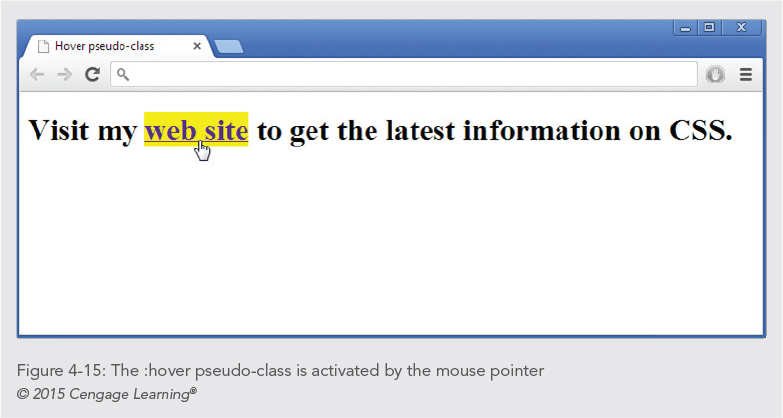 Hover pseudo-class
Visit my web site to get the latest information on CSS.
Figure 4-15: The :hover pseudo-class is activated by the mouse pointer
© 2015 Cengage Learning®